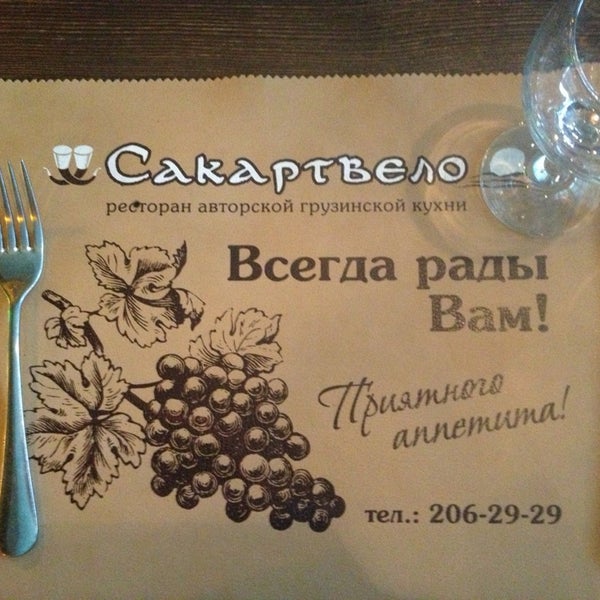 Сакартвело
ресторан авторской грузинской кухни
Всегда рады
Вам!
Приятного
аппетита!
тел.: 206-29-29